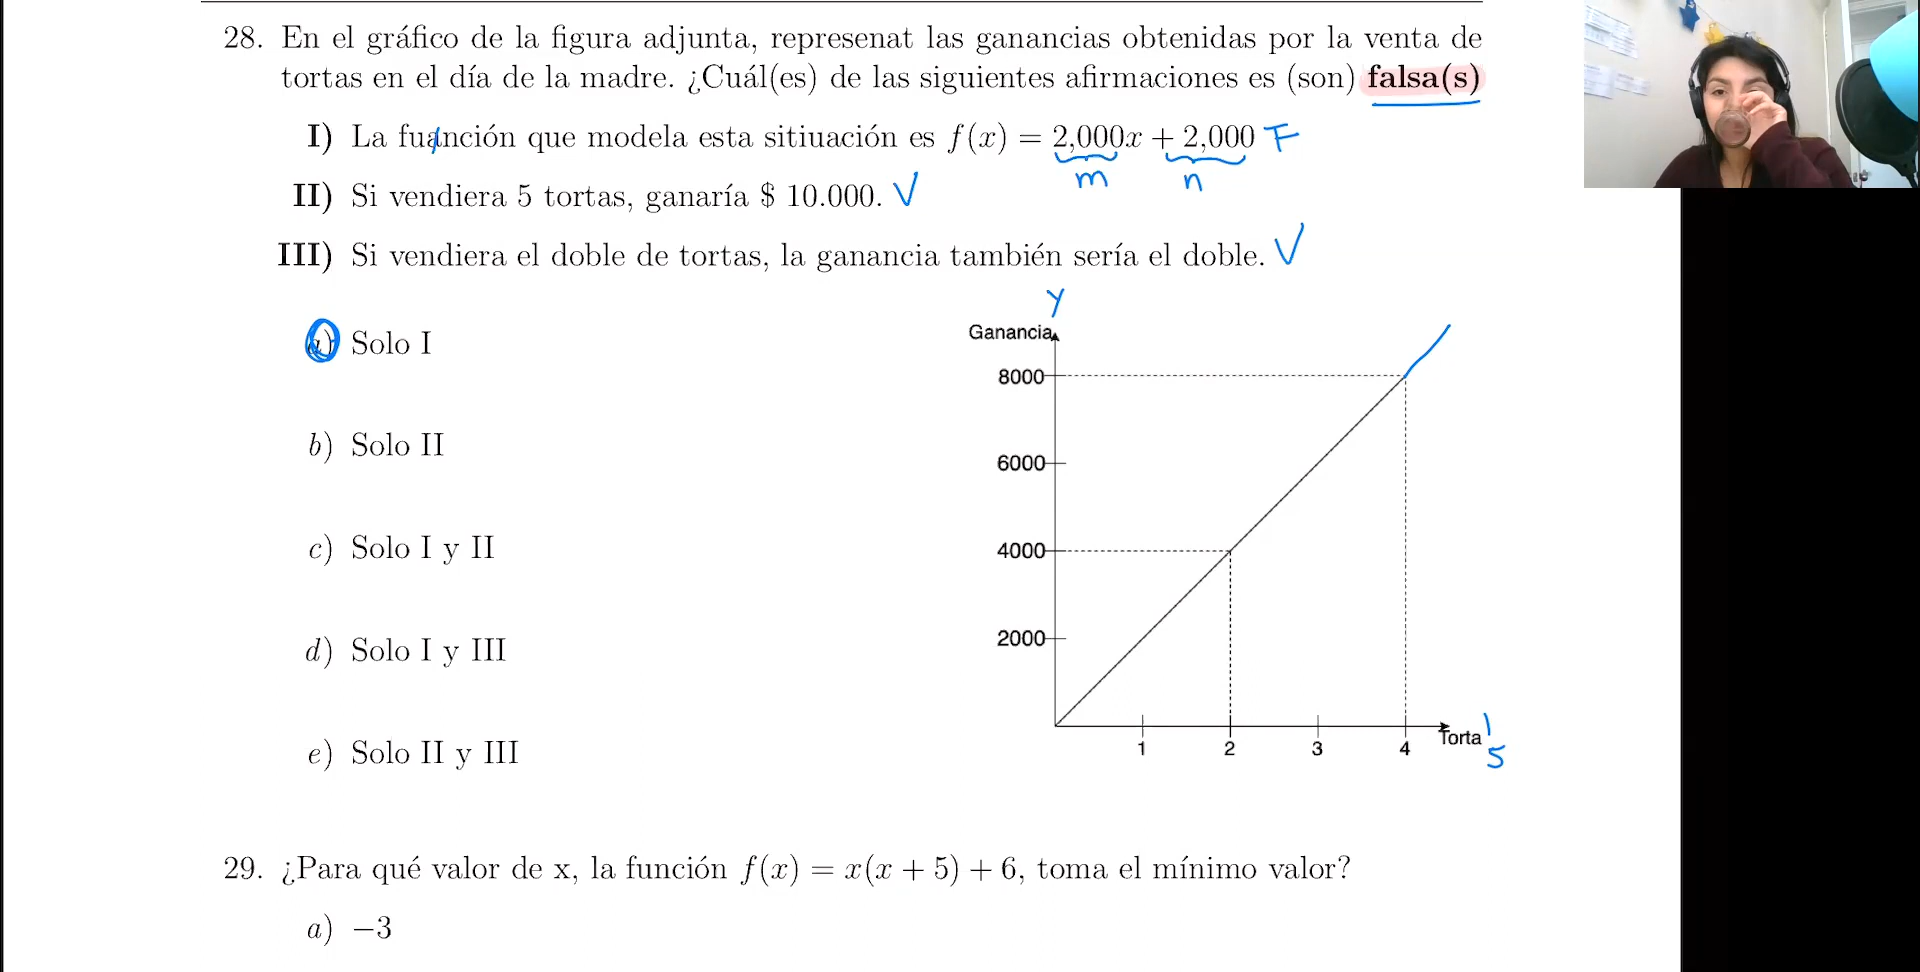 28. En el gráfico de la figura adjunta, represenat las ganancias obtenidas por la venta de
tortas en el día de la madre. ¿Cuál(es) de las siguientes afirmaciones es (son) falsa(s)
I) La fuanción que modela esta sitiuación es f(x) = 2,000x + 2,000 F
m n
II) Si vendiera 5 tortas, ganaría $ 10.000. V
III) Si vendiera el doble de tortas, la ganancia también sería el doble. V
a) Solo I
b) Solo II
c) Solo I y II
d) Solo I y III
e) Solo II y III
y
Ganancia
8000
6000
4000
2000
1 2 3 4
Torta
5
29. ¿Para qué valor de x, la función f(x) = x(x + 5) + 6, toma el mínimo valor?
a) −3